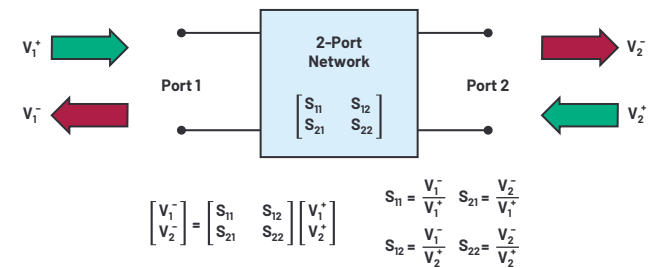 2-Port
Network
V₁⁺
V₂⁻
Port 1
Port 2
[S₁₁ S₁₂
S₂₁ S₂₂]
V₁⁻
V₂⁺
[V₁⁻
V₂⁻] = [S₁₁ S₁₂
S₂₁ S₂₂] [V₁⁺
V₂⁺]
S₁₁ = V₁⁻/V₁⁺ S₂₁ = V₂⁻/V₁⁺
S₁₂ = V₁⁻/V₂⁺ S₂₂ = V₂⁻/V₂⁺